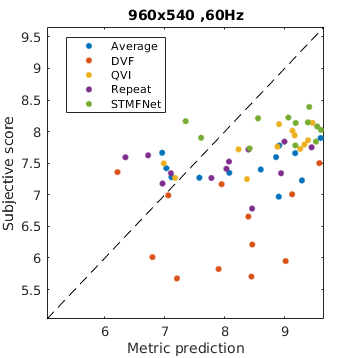 960x540 ,60Hz
Average
DVF
QVI
Repeat
STMFNet
Subjective score
9.5
9
8.5
8
7.5
7
6.5
6
5.5
6 7 8 9
Metric prediction